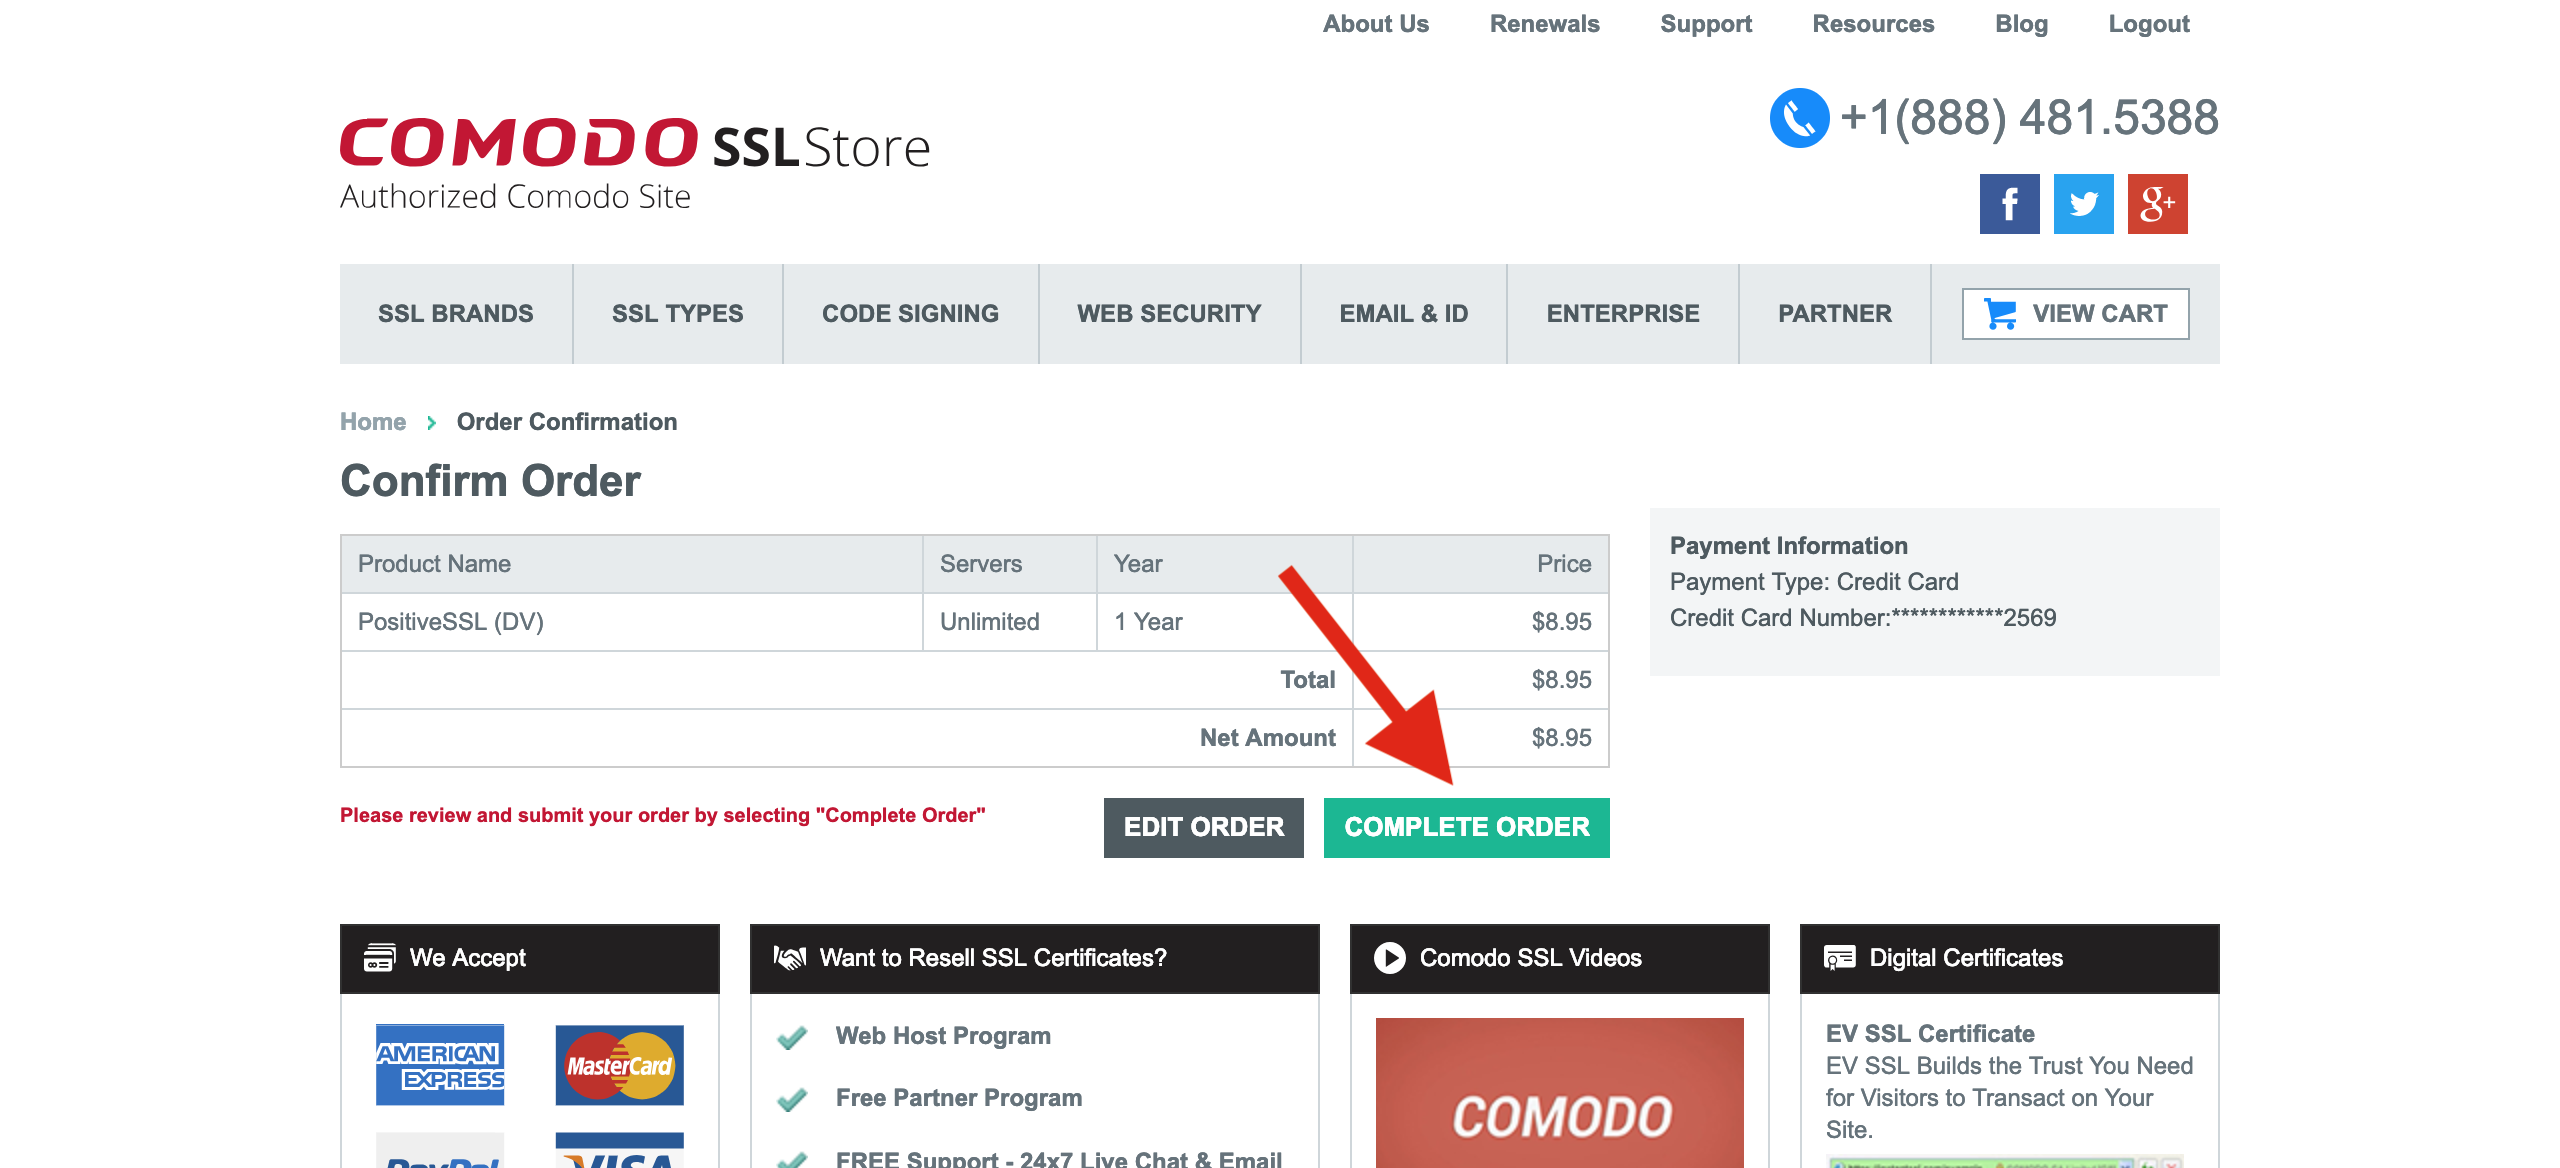 About Us Renewals Support Resources Blog Logout
+1(888) 481.5388
COMODO SSLStore
Authorized Comodo Site
f g+
SSL BRANDS SSL TYPES CODE SIGNING WEB SECURITY EMAIL & ID ENTERPRISE PARTNER VIEW CART
Home > Order Confirmation
Confirm Order
Product Name Servers Year Price
PositiveSSL (DV) Unlimited 1 Year $8.95
Total $8.95
Net Amount $8.95
Payment Information
Payment Type: Credit Card
Credit Card Number:************2569
Please review and submit your order by selecting "Complete Order"
EDIT ORDER COMPLETE ORDER
We Accept
AMERICAN
EXPRESS
MasterCard
PayPal
VISA
Want to Resell SSL Certificates?
Web Host Program
Free Partner Program
FREE Support - 24x7 Live Chat & Email
Comodo SSL Videos
COMODO
Digital Certificates
EV SSL Certificate
EV SSL Builds the Trust You Need
for Visitors to Transact on Your
Site.